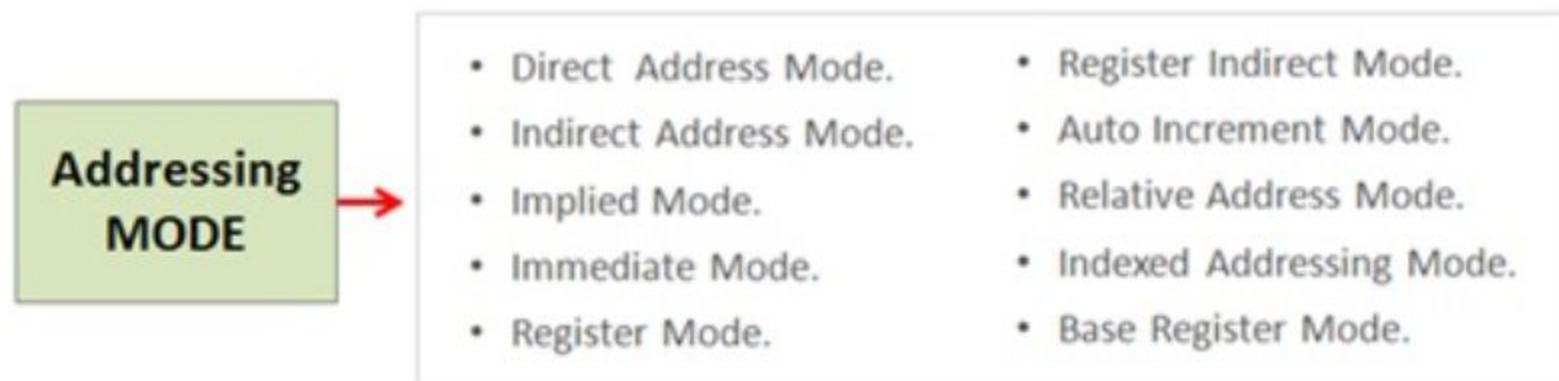 Addressing
MODE
• Direct Address Mode.
• Indirect Address Mode.
• Implied Mode.
• Immediate Mode.
• Register Mode.
• Register Indirect Mode.
• Auto Increment Mode.
• Relative Address Mode.
• Indexed Addressing Mode.
• Base Register Mode.